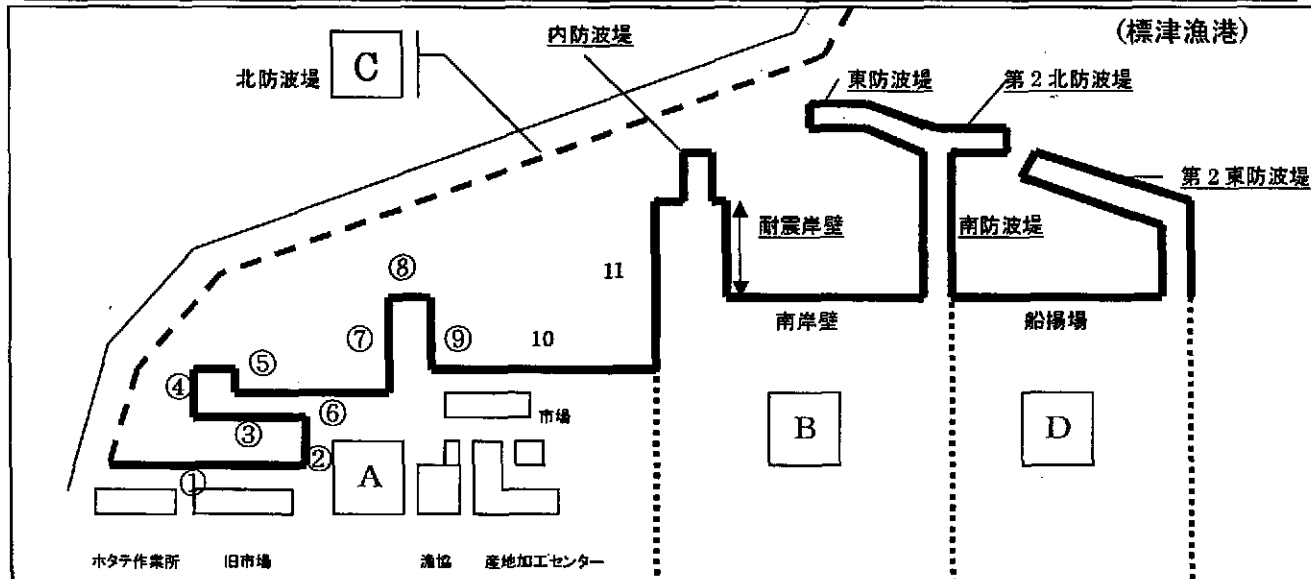 (標津漁港)
内防波堤
北防波堤 C
東防波堤
第2北防波堤
第2東防波堤
耐震岸壁
南防波堤
⑧
11
南岸壁
船揚場
⑦
⑨
10
⑤
④
⑥
市場
③
B
D
②
A
①
ホタテ作業所
旧市場
漁協
産地加工センター